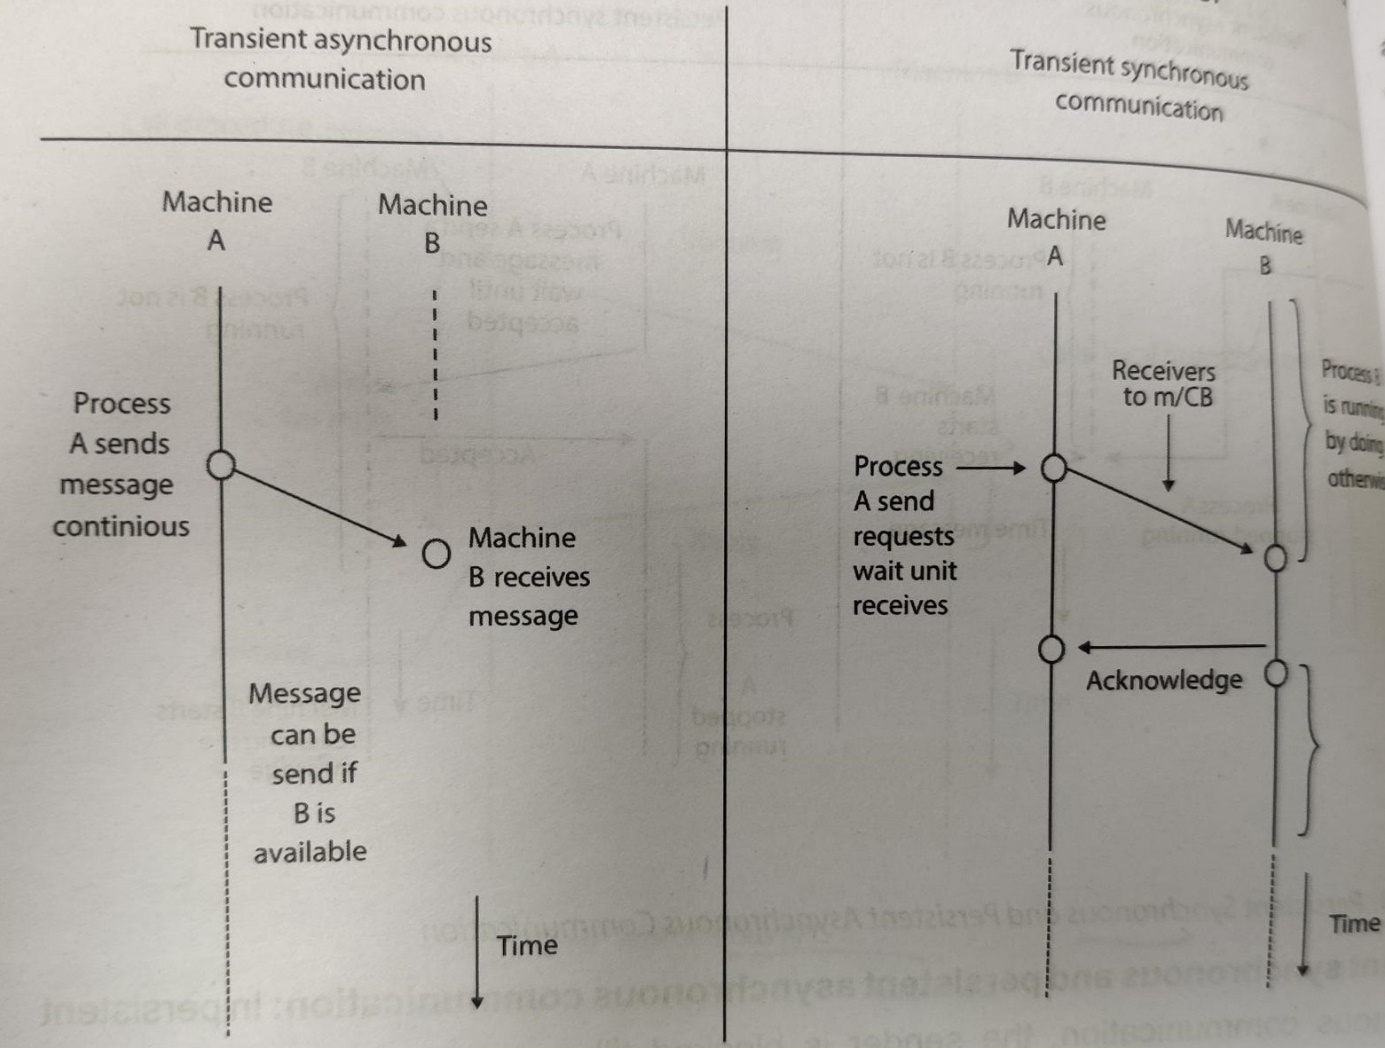 Transient asynchronous
communication
Machine
A
Machine
B
Process
A sends
message
continious
Machine
B receives
message
Message
can be
send if
B is
available
Time
Transient synchronous
communication
Machine
A
Machine
B
Receivers
to m/CB
Process
is running
by doing
Process
A send
requests
wait unit
receives
Acknowledge
Time